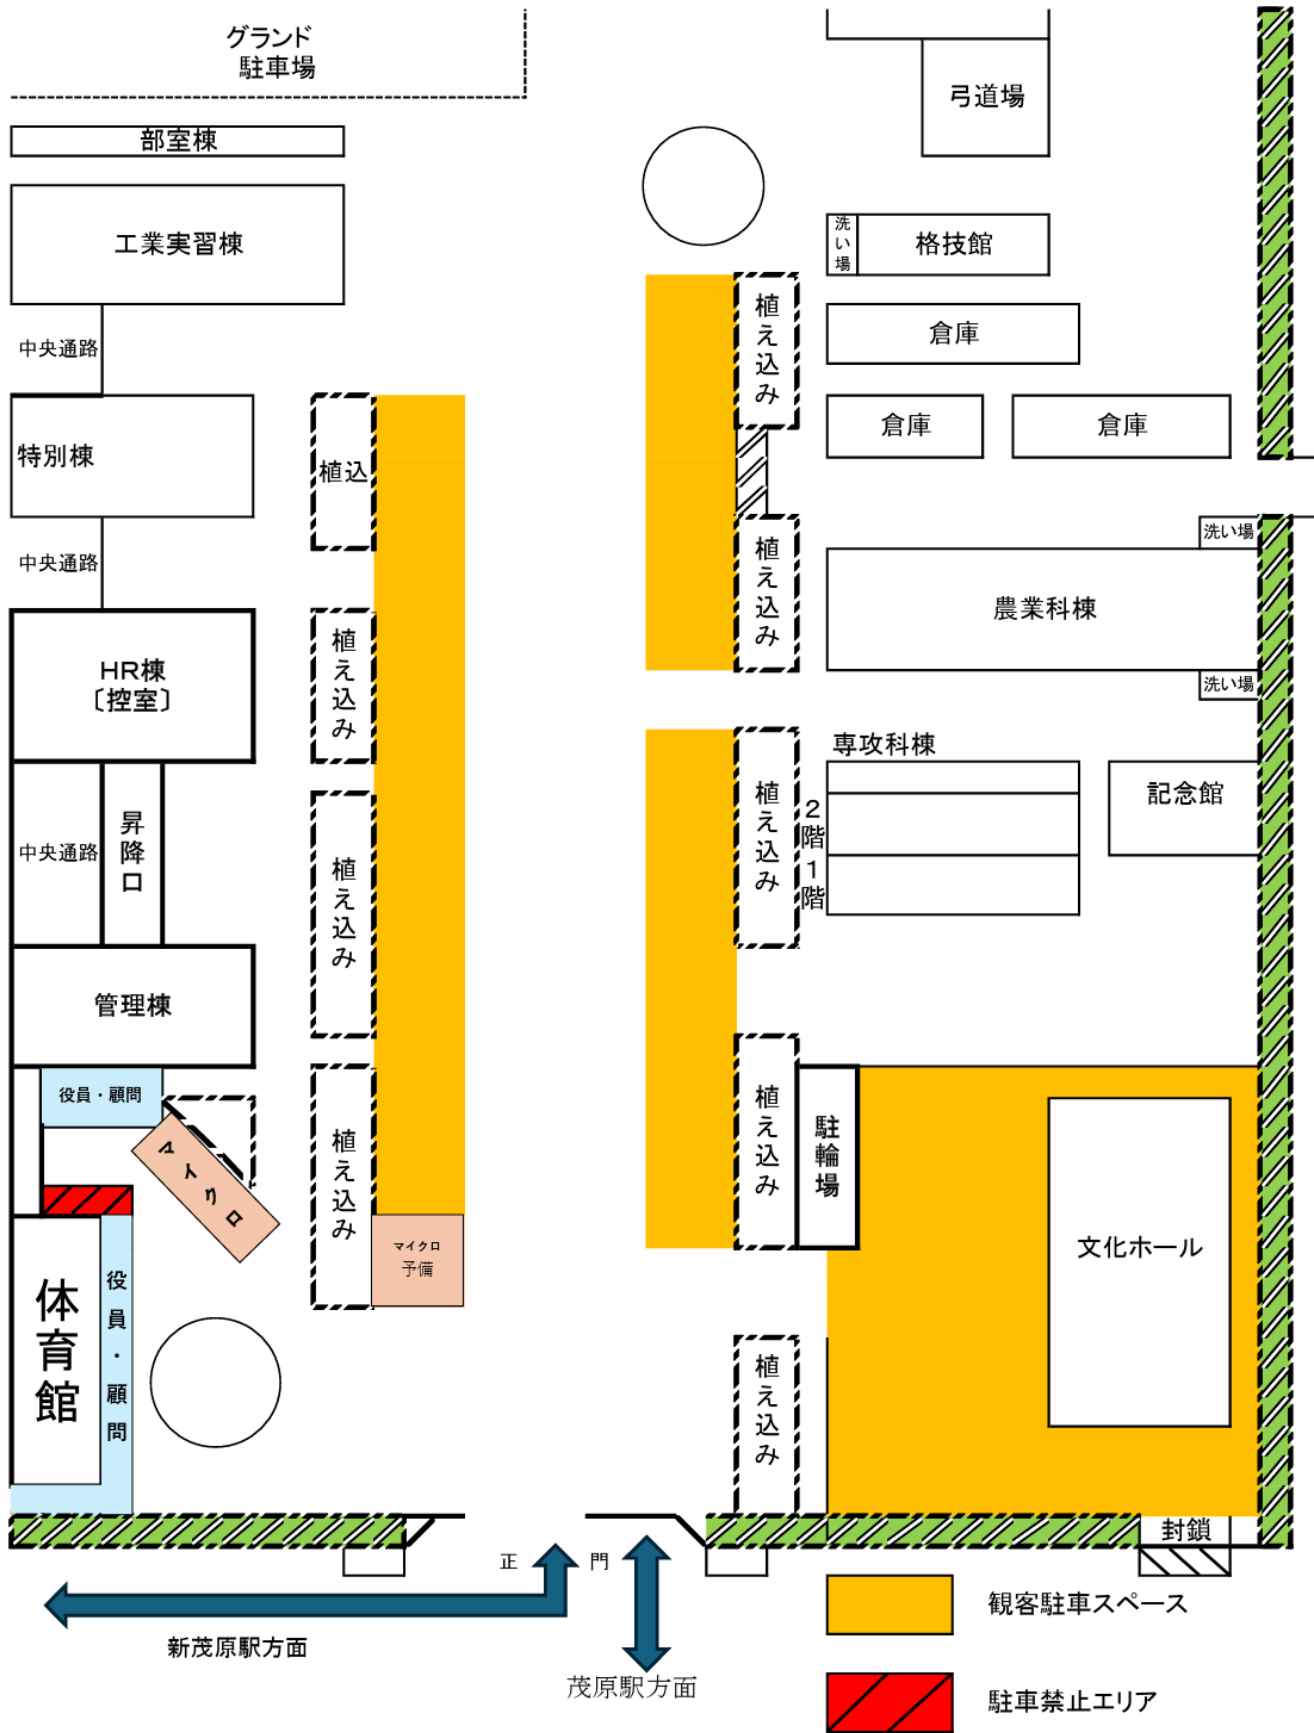 グランド
駐車場
弓道場
部室棟
工業実習棟
洗い場
格技館
中央通路
植え込み
倉庫
特別棟
植込
倉庫
倉庫
中央通路
植え込み
洗い場
農業科棟
HR棟
〔控室〕
植え込み
洗い場
専攻科棟
中央通路
昇降口
植え込み
植え込み
2階
1階
記念館
管理棟
役員・顧問
マイクロ
植え込み
植え込み
駐輪場
文化ホール
マイクロ
予備
体育館
役員・顧問
植え込み
封鎖
正 門
観客駐車スペース
新茂原駅方面
茂原駅方面
駐車禁止エリア